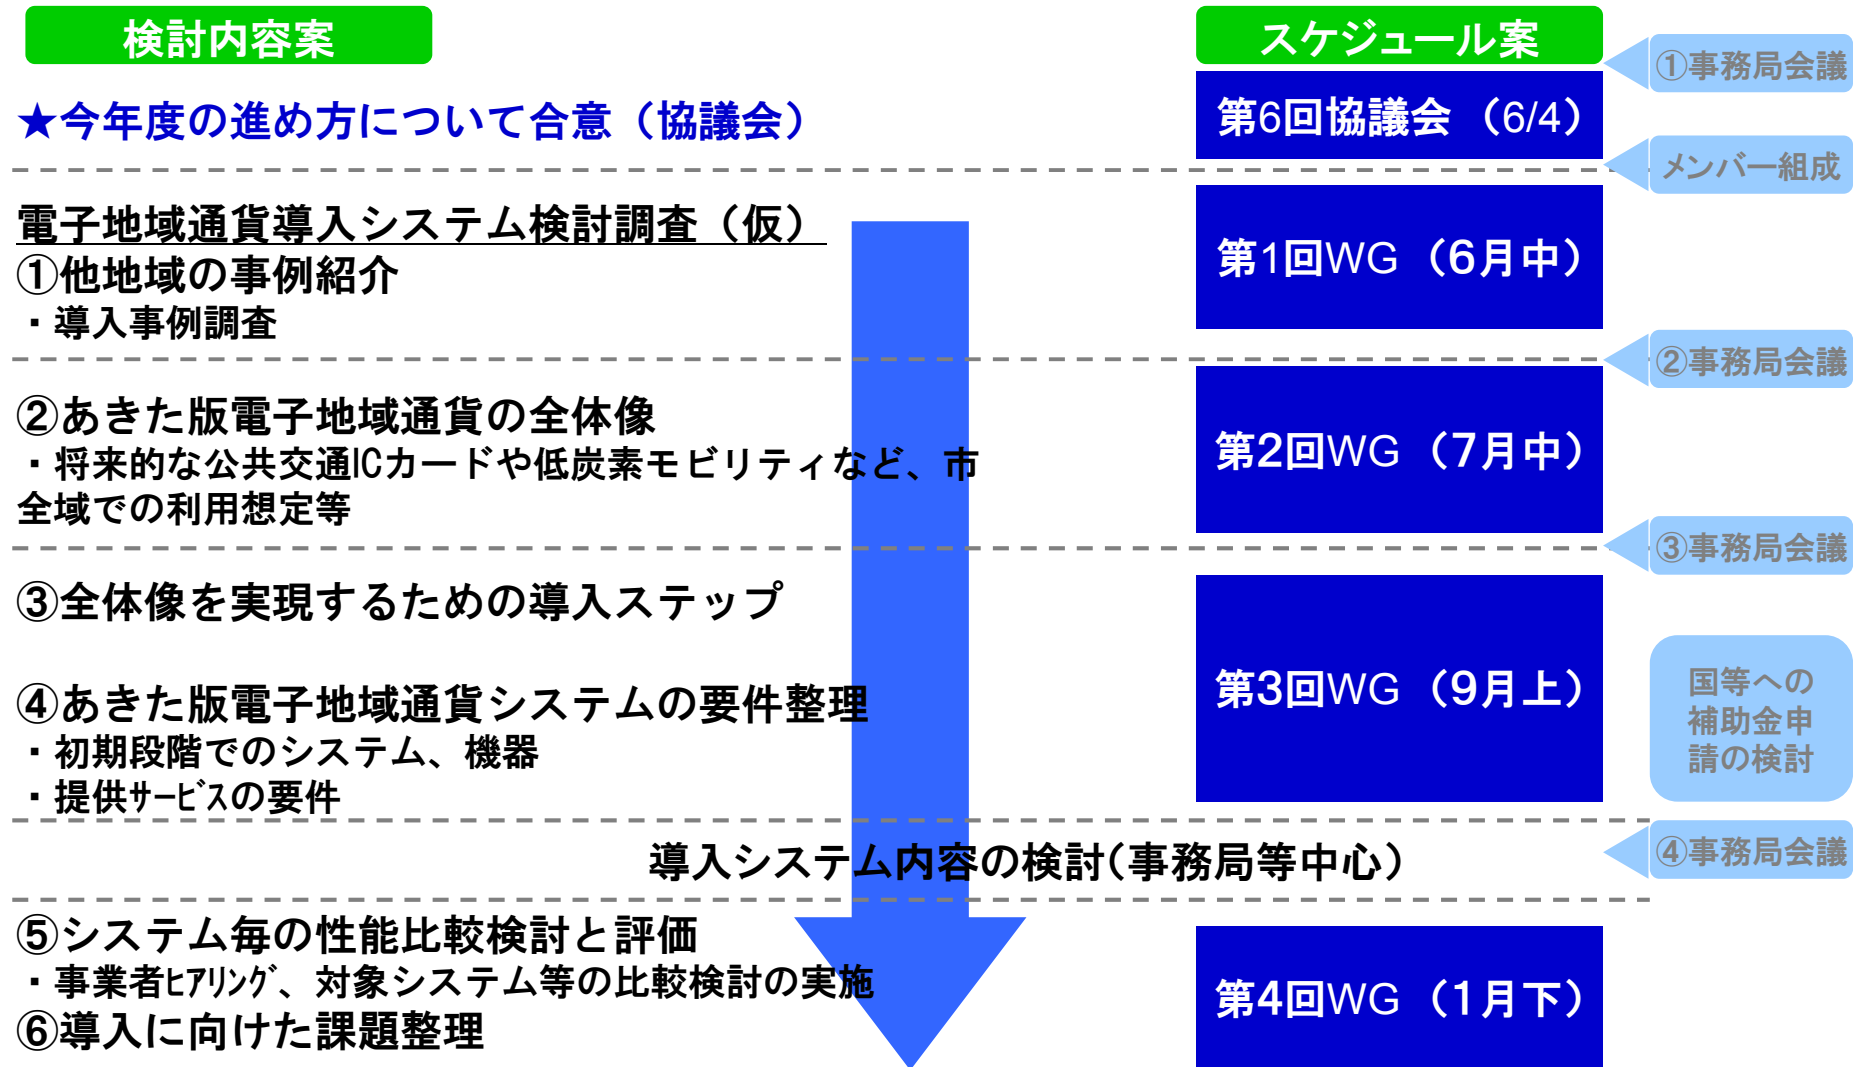 検討内容案
スケジュール案
①事務局会議
★今年度の進め方について合意（協議会）
第6回協議会（6/4）
メンバー組成
電子地域通貨導入システム検討調査（仮）
①他地域の事例紹介
・導入事例調査
第1回WG（6月中）
②事務局会議
②あきた版電子地域通貨の全体像
・将来的な公共交通ICカードや低炭素モビリティなど、市
全域での利用想定等
第2回WG（7月中）
③事務局会議
③全体像を実現するための導入ステップ
④あきた版電子地域通貨システムの要件整理
・初期段階でのシステム、機器
・提供ｻｰﾋﾞｽの要件
第3回WG（9月上）
国等への
補助金申
請の検討
導入システム内容の検討（事務局等中心）
④事務局会議
⑤システム毎の性能比較検討と評価
・事業者ﾋｱﾘﾝｸﾞ、対象システム等の比較検討の実施
⑥導入に向けた課題整理
第4回WG（1月下）